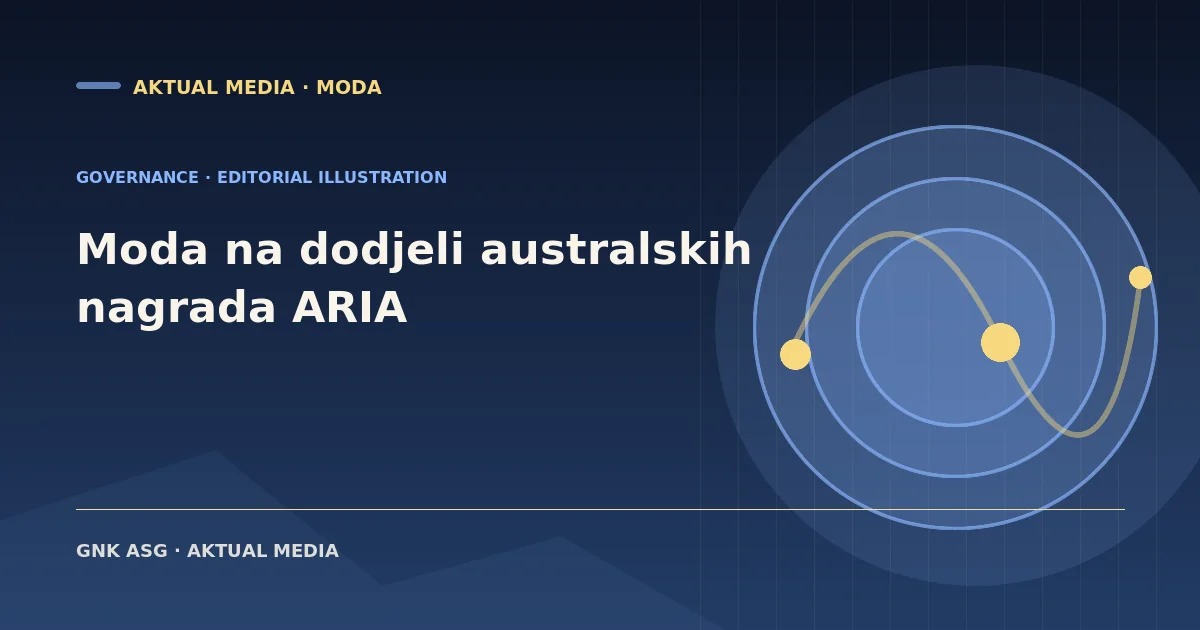 AKTUAL MEDIA · MODA
GOVERNANCE · EDITORIAL ILLUSTRATION
Moda na dodjeli australskih
nagrada ARIA
GNK ASG · AKTUAL MEDIA